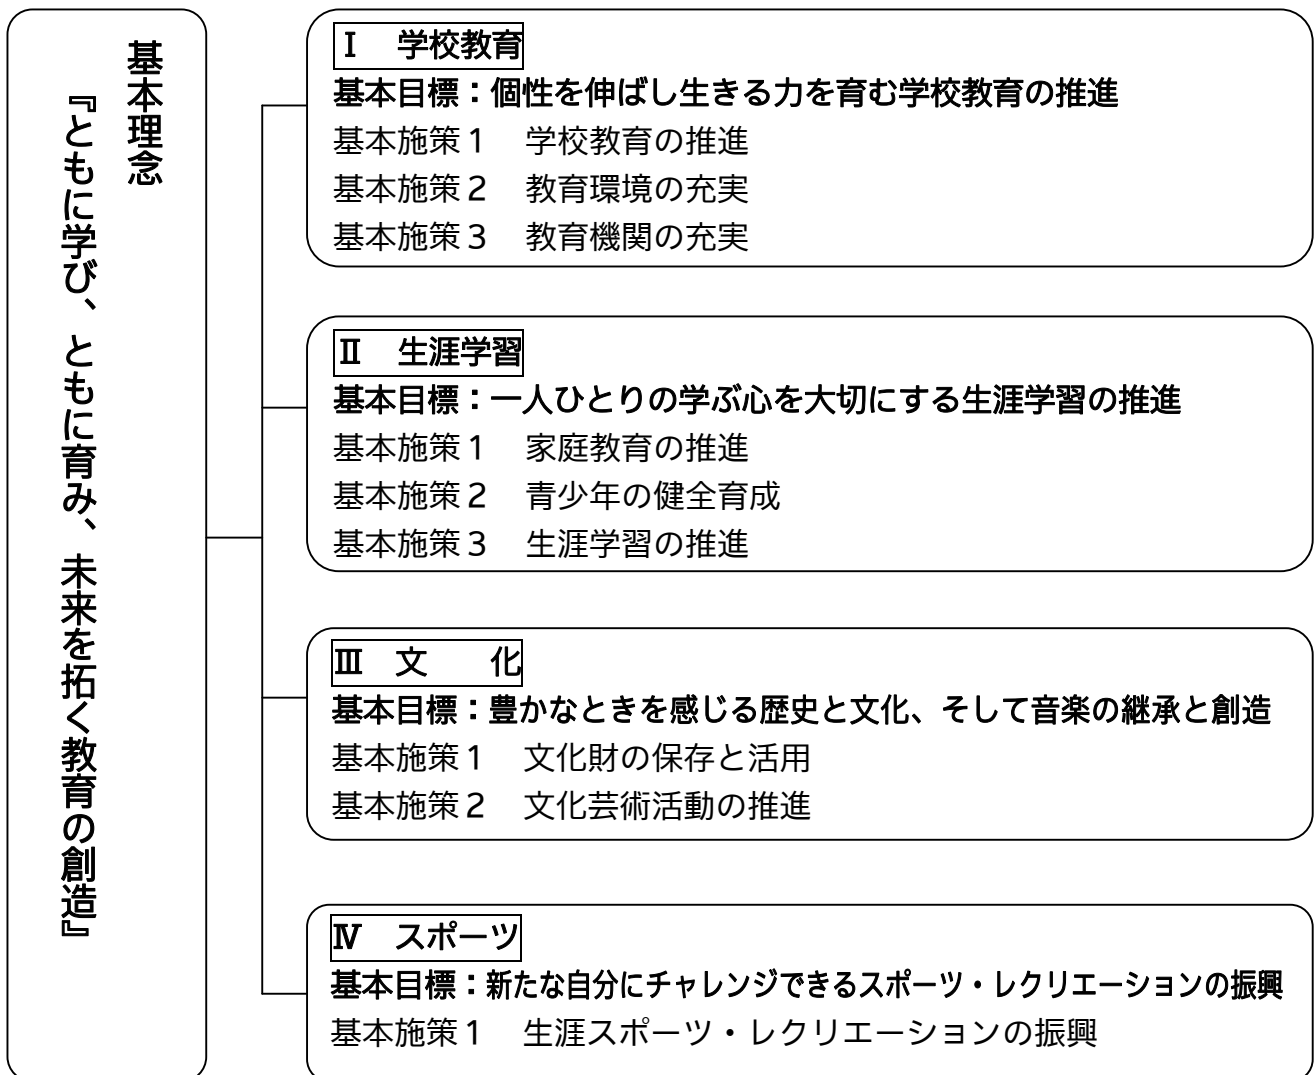 基本理念
『ともに学び、ともに育み、未来を拓く教育の創造』
Ⅰ　学校教育
基本目標：個性を伸ばし生きる力を育む学校教育の推進
基本施策１　学校教育の推進
基本施策２　教育環境の充実
基本施策３　教育機関の充実
Ⅱ　生涯学習
基本目標：一人ひとりの学ぶ心を大切にする生涯学習の推進
基本施策１　家庭教育の推進
基本施策２　青少年の健全育成
基本施策３　生涯学習の推進
Ⅲ　文　　化
基本目標：豊かなときを感じる歴史と文化、そして音楽の継承と創造
基本施策１　文化財の保存と活用
基本施策２　文化芸術活動の推進
Ⅳ　スポーツ
基本目標：新たな自分にチャレンジできるスポーツ・レクリエーションの振興
基本施策１　生涯スポーツ・レクリエーションの振興